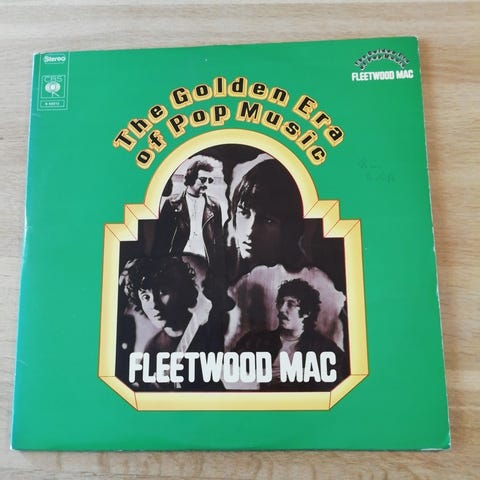 Stereo
CBS
FLEETWOOD MAC
The Golden Era
of Pop Music
FLEETWOOD MAC